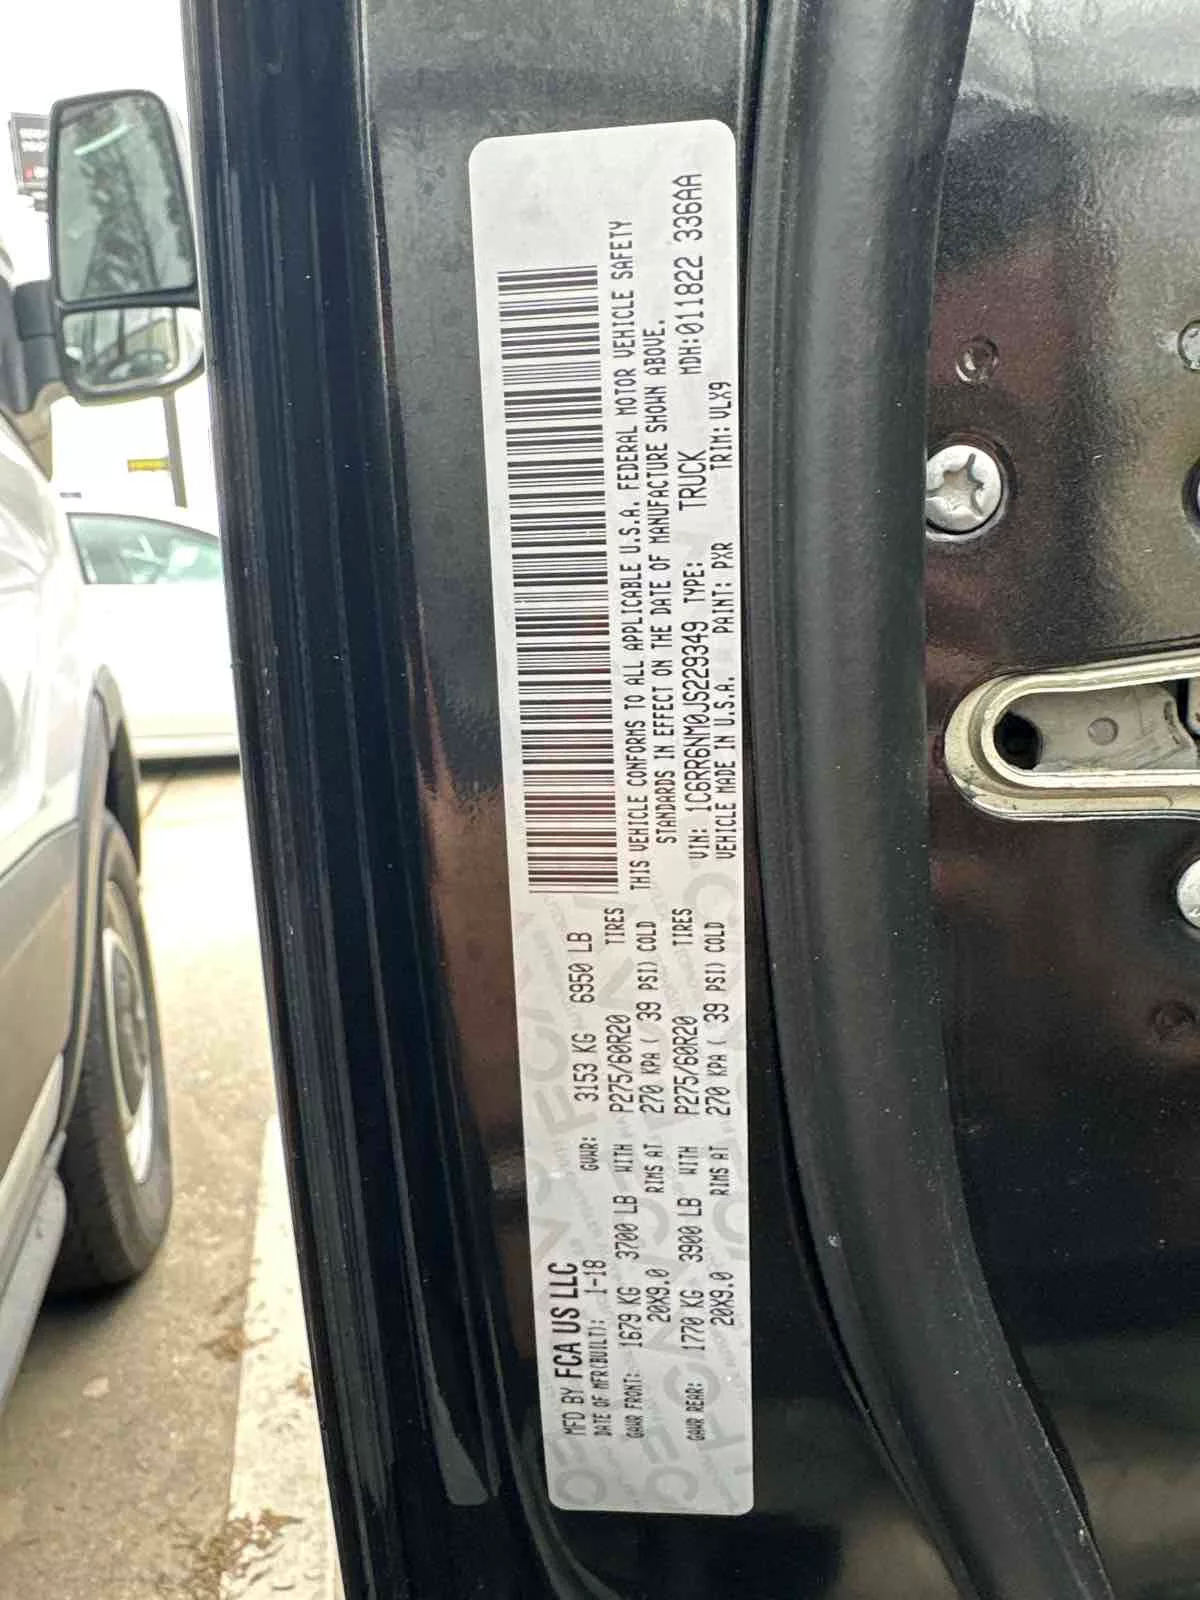 MFD BY FCA US LLC
DATE OF MFR(BUILT): 1-18 GVWR: 3153 KG 6950 LB
GAWR FRONT: 1679 KG 3700 LB WITH P275/60R20 TIRES
20X9.0 RIMS AT 270 KPA ( 39 PSI) COLD
GAWR REAR: 1770 KG 3900 LB WITH P275/60R20 TIRES
20X9.0 RIMS AT 270 KPA ( 39 PSI) COLD
THIS VEHICLE CONFORMS TO ALL APPLICABLE U.S.A. FEDERAL MOTOR VEHICLE SAFETY
STANDARDS IN EFFECT ON THE DATE OF MANUFACTURE SHOWN ABOVE.
VIN: 1C6RR6NM0JS229349 TYPE: TRUCK MDH:011822 336AA
VEHICLE MADE IN U.S.A. PAINT: PXR TRIM: VLX9